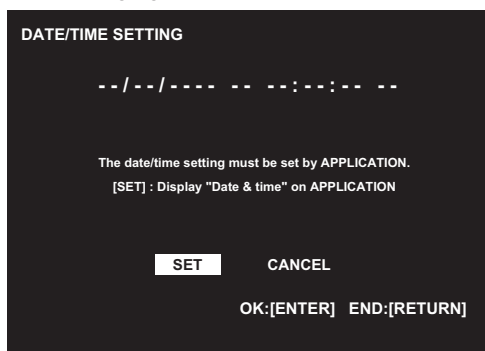 DATE/TIME SETTING
--/--/---- -- --:--:-- --
The date/time setting must be set by APPLICATION.
[SET] : Display "Date & time" on APPLICATION
SET CANCEL
OK:[ENTER] END:[RETURN]